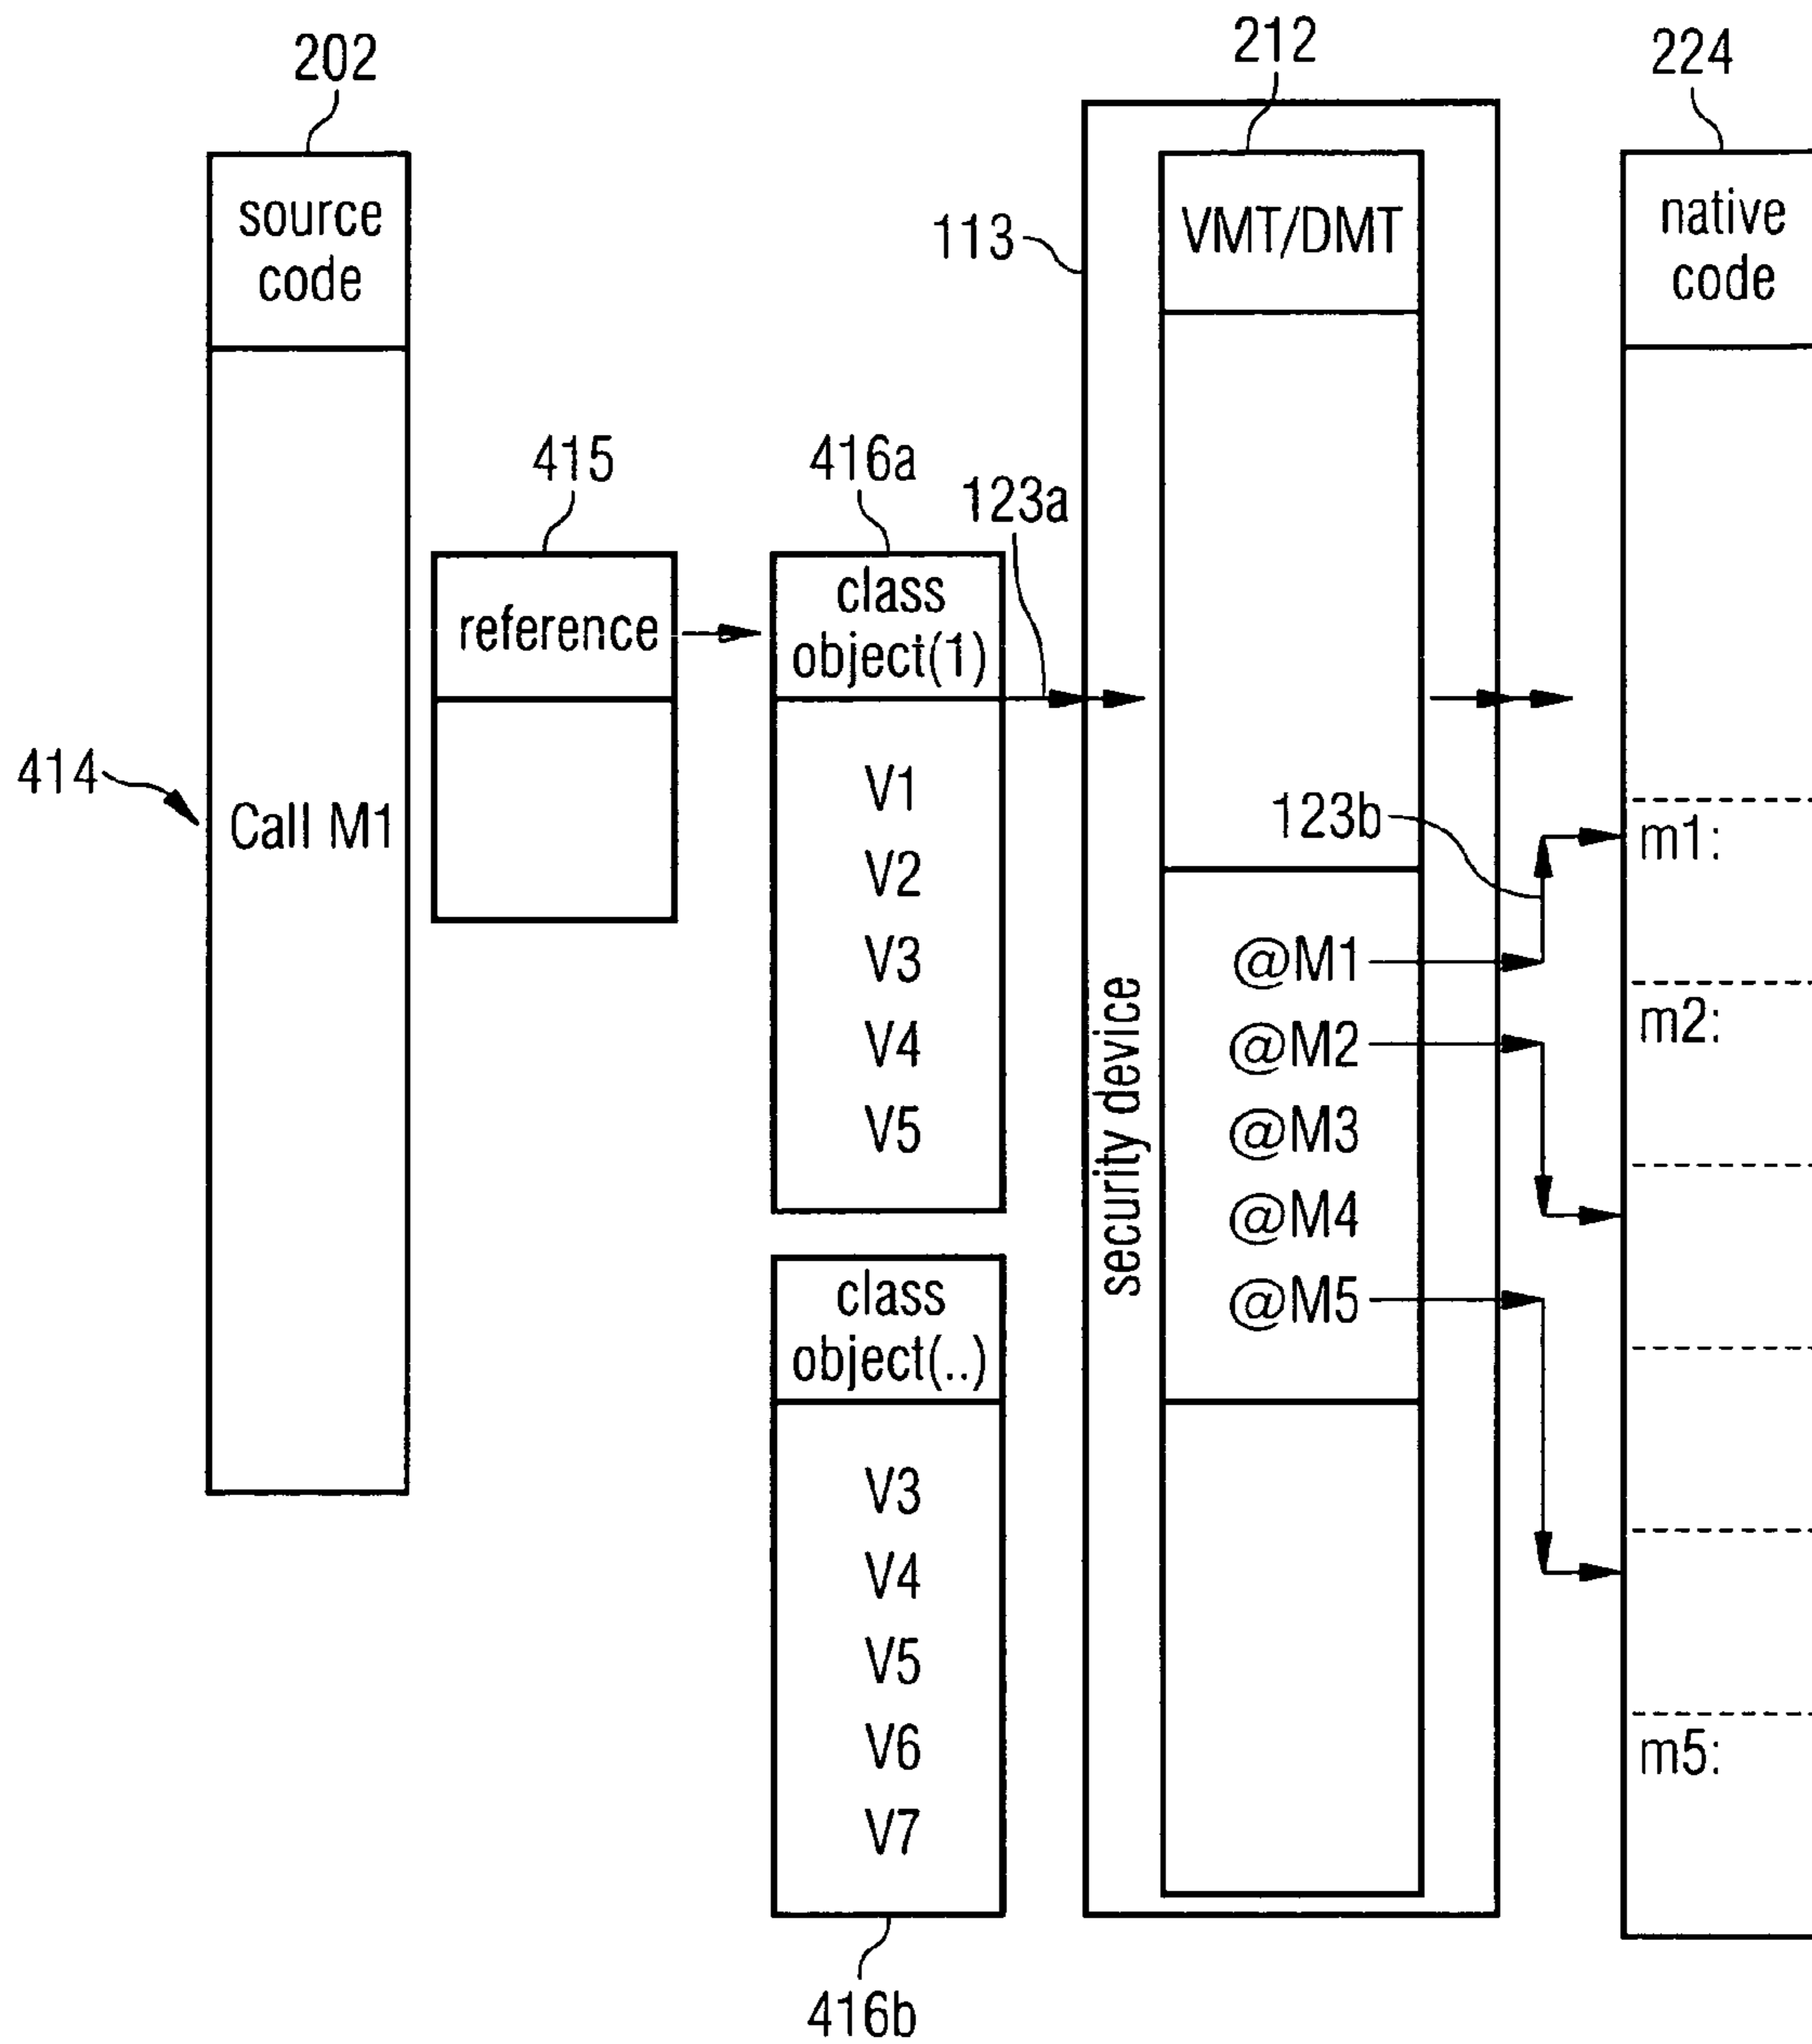 202
212
224
source
code
113
VMT/DMT
native
code
415
416a
123a
reference
class
object(1)
414
Call M1
V1
V2
V3
V4
V5
123b
m1:
m2:
m5:
security device
@M1
@M2
@M3
@M4
@M5
class
object(..)
V3
V4
V5
V6
V7
416b